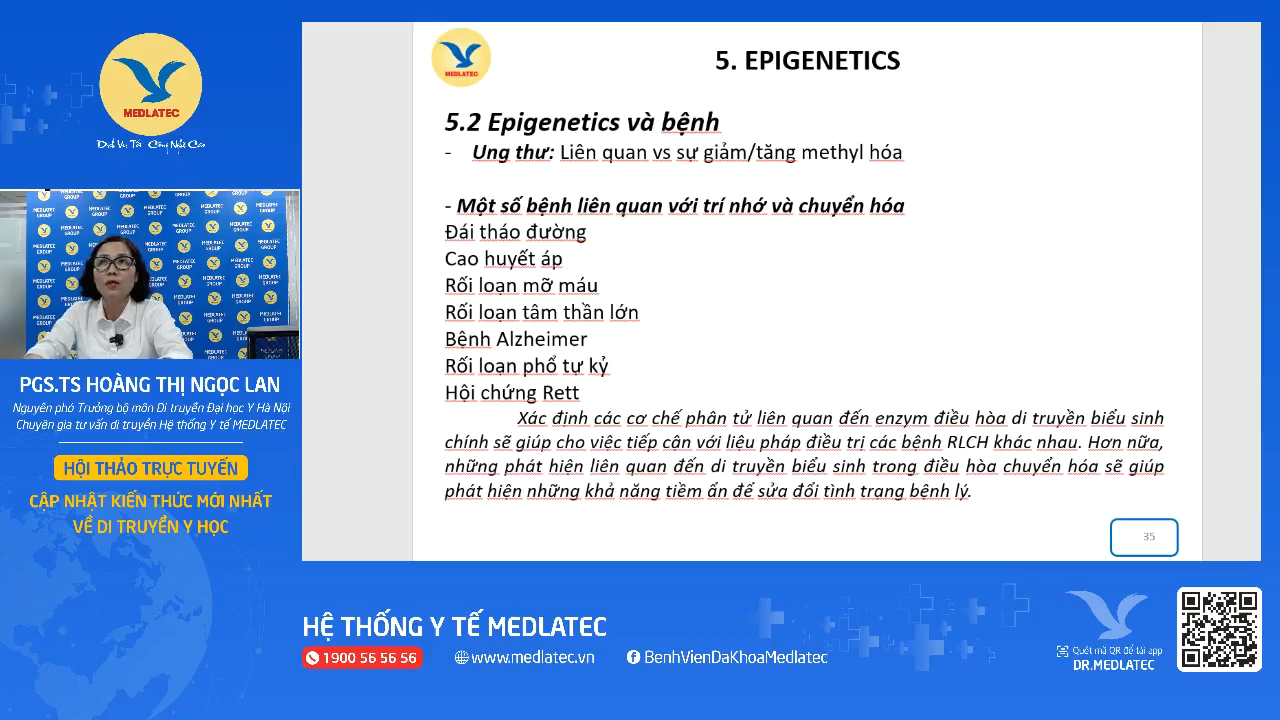 MEDLATEC
PGS.TS HOÀNG THỊ NGỌC LAN
Nguyên phó Trưởng bộ môn Di truyền Đại học Y Hà Nội
Chuyên gia tư vấn di truyền Hệ thống Y tế MEDLATEC
HỘI THẢO TRỰC TUYẾN
CẬP NHẬT KIẾN THỨC MỚI NHẤT
VỀ DI TRUYỀN Y HỌC
MEDLATEC
5. EPIGENETICS
5.2 Epigenetics và bệnh
- Ung thư: Liên quan vs sự giảm/tăng methyl hóa
- Một số bệnh liên quan với trí nhớ và chuyển hóa
Đái tháo đường
Cao huyết áp
Rối loạn mỡ máu
Rối loạn tâm thần lớn
Bệnh Alzheimer
Rối loạn phổ tự kỷ
Hội chứng Rett
Xác định các cơ chế phân tử liên quan đến enzym điều hòa di truyền biểu sinh
chính sẽ giúp cho việc tiếp cận với liệu pháp điều trị các bệnh RLCH khác nhau. Hơn nữa,
những phát hiện liên quan đến di truyền biểu sinh trong điều hòa chuyển hóa sẽ giúp
phát hiện những khả năng tiềm ẩn để sửa đổi tình trạng bệnh lý.
35
HỆ THỐNG Y TẾ MEDLATEC
1900 56 56 56
www.medlatec.vn
BenhVienDaKhoaMedlatec
Quét mã QR để tải app
DR.MEDLATEC